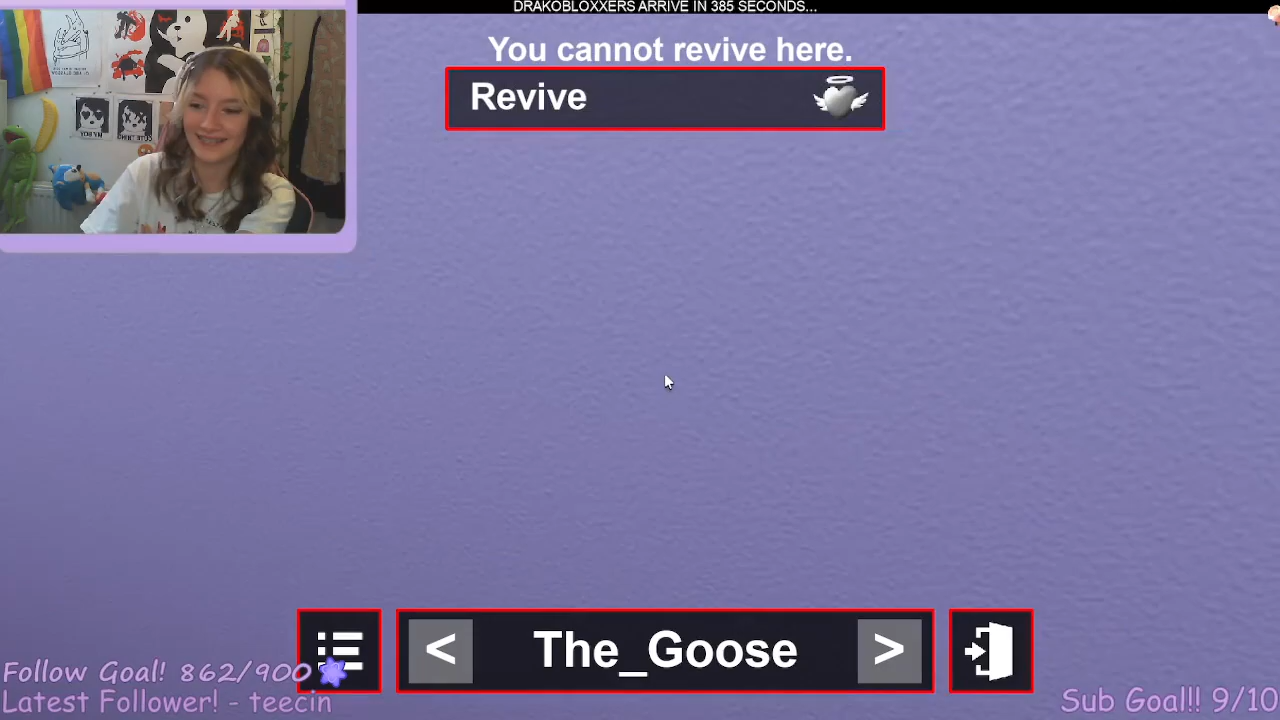 DRAKOBLOXXERS ARRIVE IN 385 SECONDS...
You cannot revive here.
Revive
< The_Goose >
Follow Goal! 862/900
Latest Follower! - teecin
Sub Goal!! 9/10